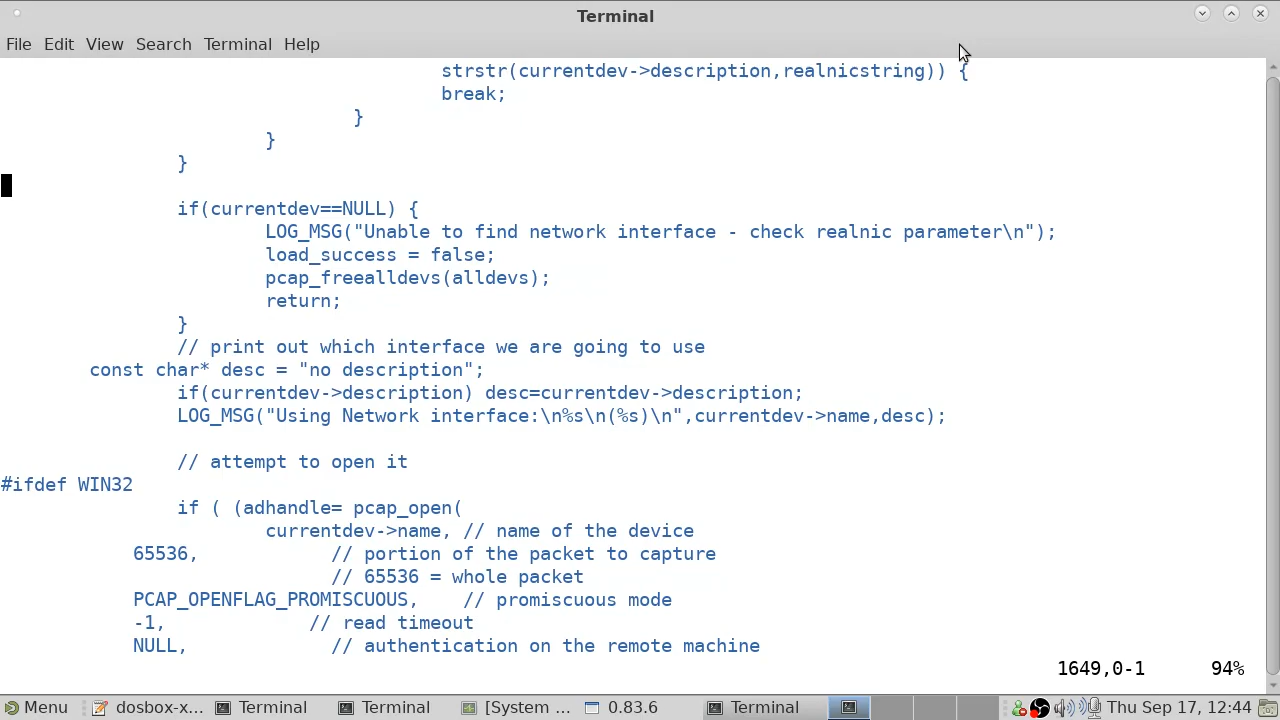 Terminal
File Edit View Search Terminal Help
strstr(currentdev->description,realnicstring)) {
break;
}
}
}
if(currentdev==NULL) {
LOG_MSG("Unable to find network interface - check realnic parameter\n");
load_success = false;
pcap_freealldevs(alldevs);
return;
}
// print out which interface we are going to use
const char* desc = "no description";
if(currentdev->description) desc=currentdev->description;
LOG_MSG("Using Network interface:\n%s\n(%s)\n",currentdev->name,desc);
// attempt to open it
#ifdef WIN32
if ( (adhandle= pcap_open(
currentdev->name, // name of the device
65536, // portion of the packet to capture
// 65536 = whole packet
PCAP_OPENFLAG_PROMISCUOUS, // promiscuous mode
-1, // read timeout
NULL, // authentication on the remote machine
1649,0-1 94%
Menu dosbox-x... Terminal Terminal [System ... 0.83.6 Terminal Thu Sep 17, 12:44